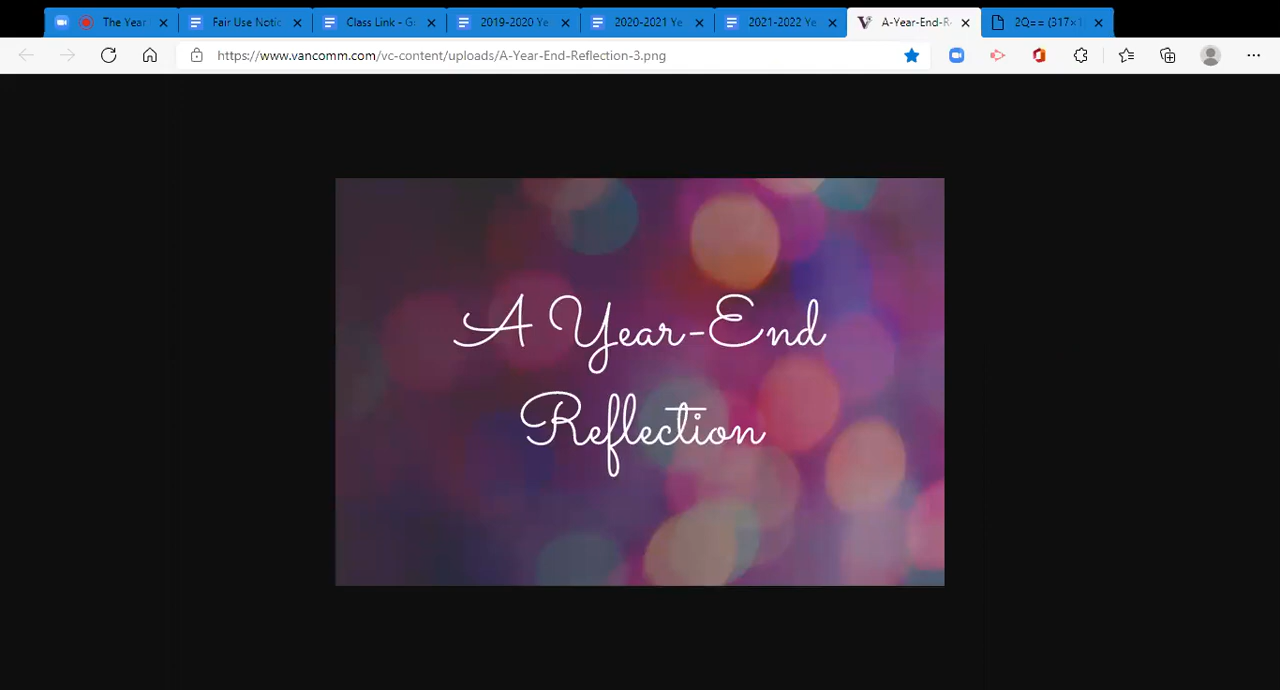 The Year
Fair Use Notic
Class Link - G
2019-2020 Ye
2020-2021 Ye
2021-2022 Ye
A-Year-End-R
2Q== (317×1
https://www.vancomm.com/vc-content/uploads/A-Year-End-Reflection-3.png
A Year-End
Reflection